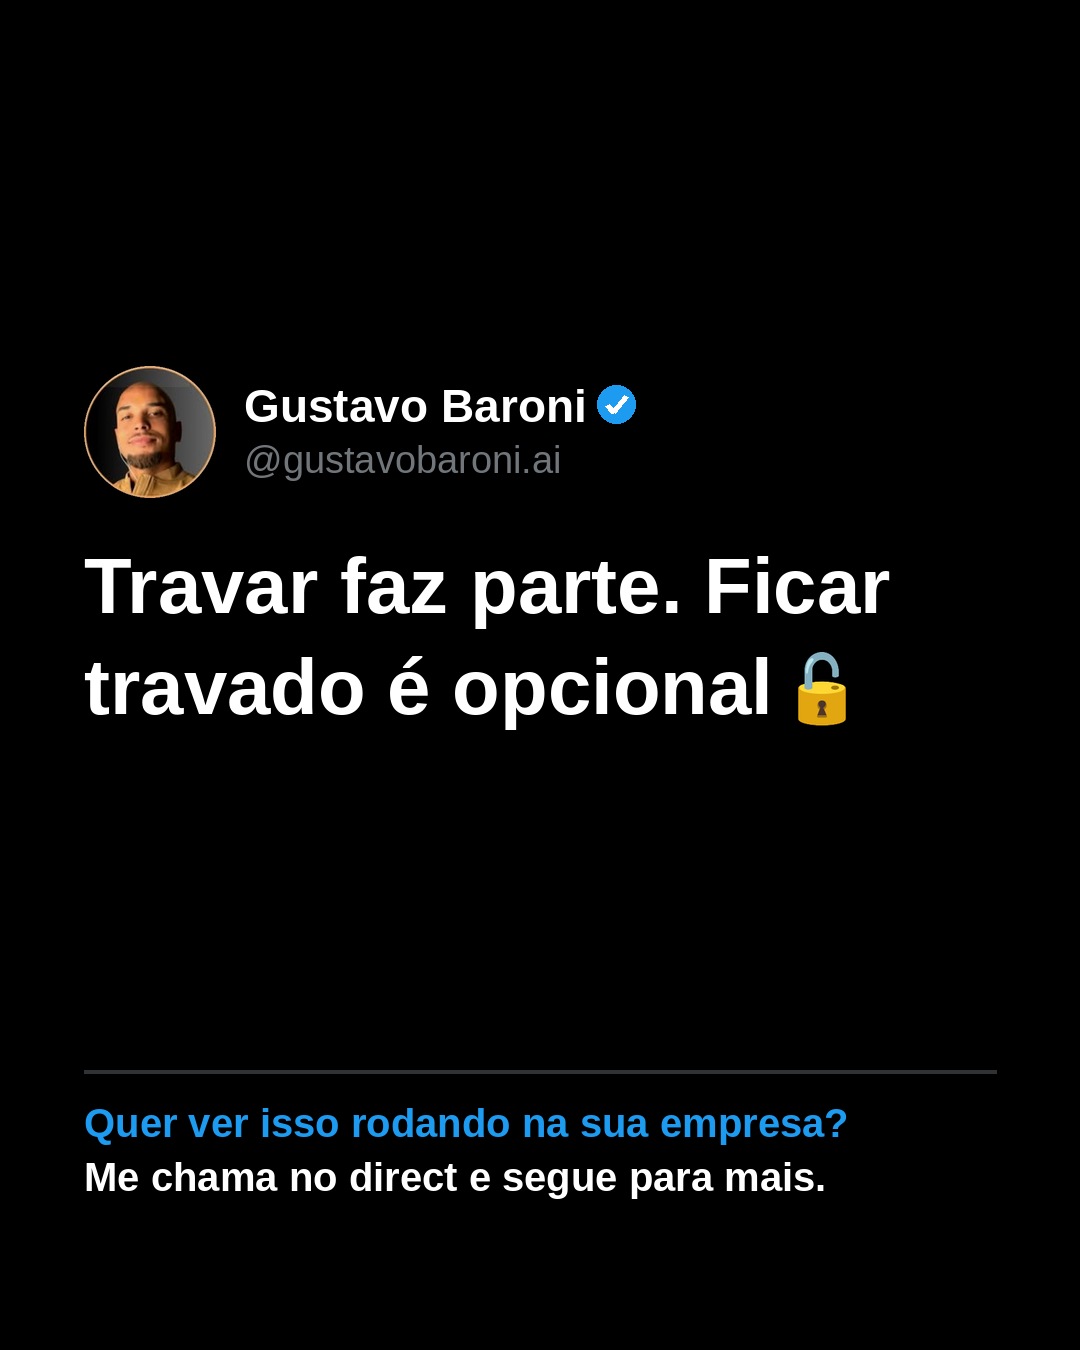 Gustavo Baroni
@gustavobaroni.ai
Travar faz parte. Ficar
travado é opcional 🔓
Quer ver isso rodando na sua empresa?
Me chama no direct e segue para mais.